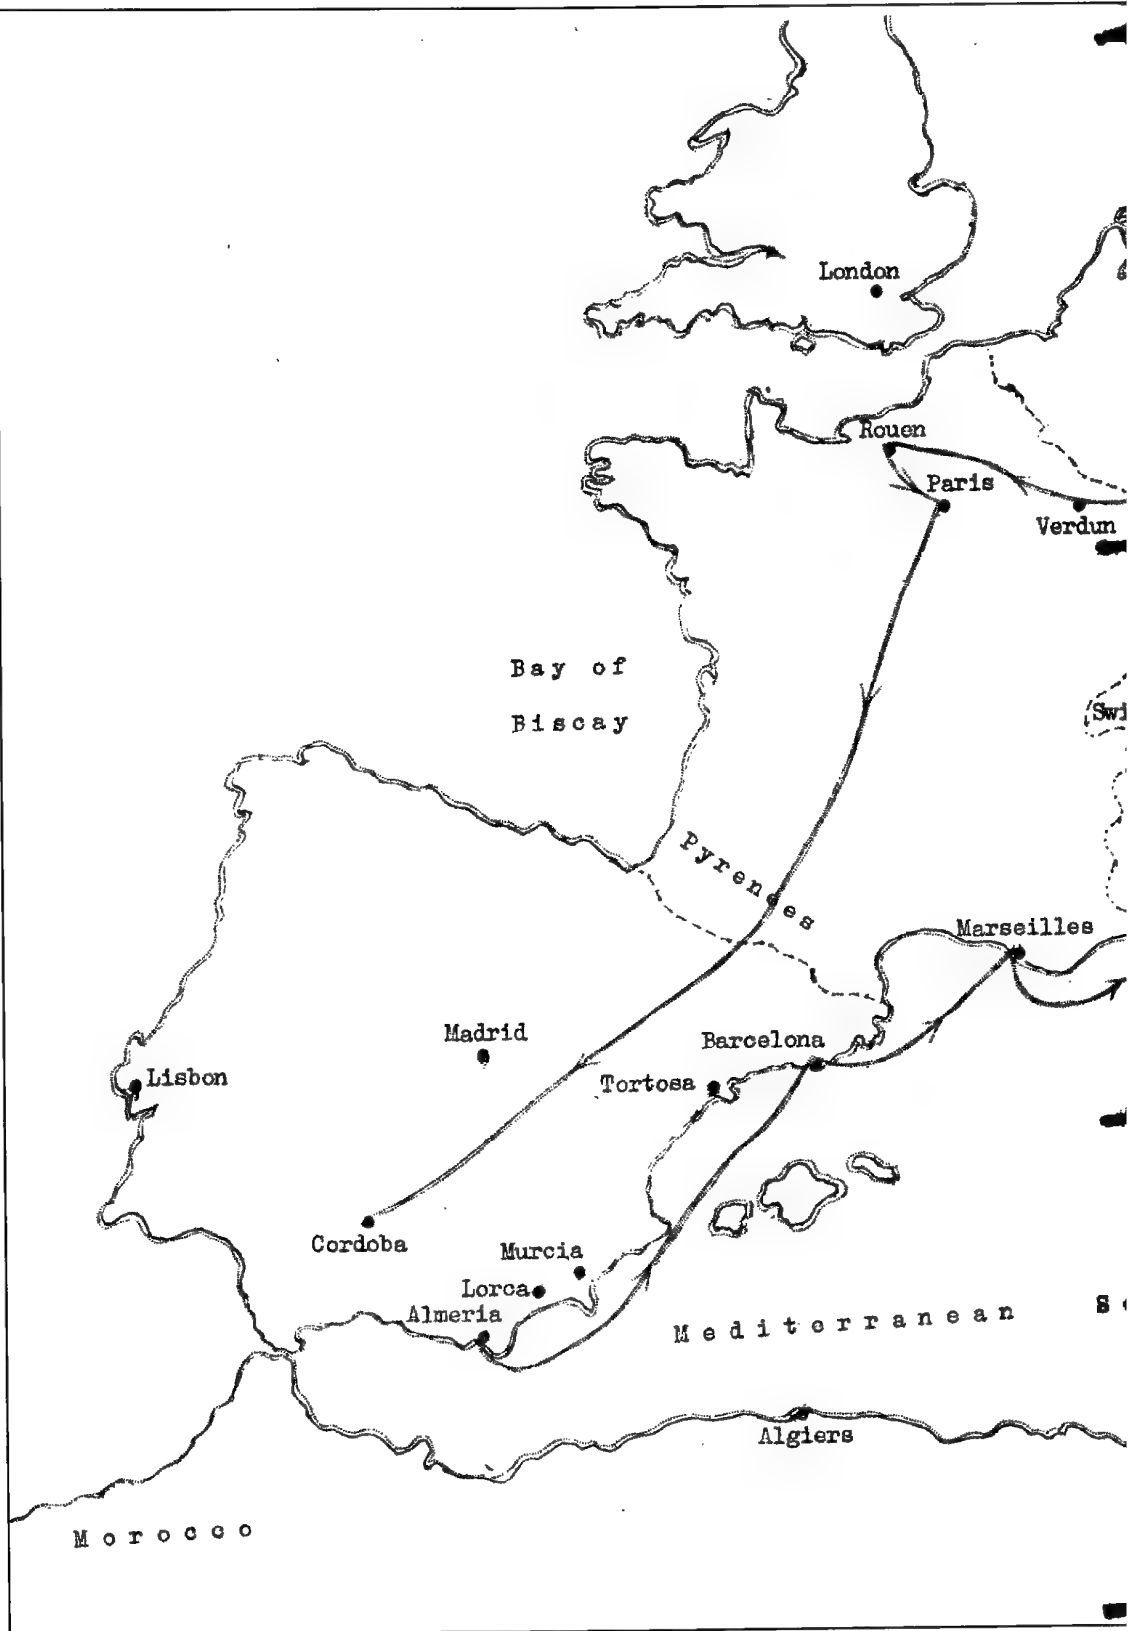 London
Rouen
Paris
Verdun
Bay of
Biscay
Swi
Pyrenees
Marseilles
Madrid
Barcelona
Lisbon
Tortosa
Cordoba
Murcia
Lorca
Almeria
Mediterranean
Algiers
Morocco